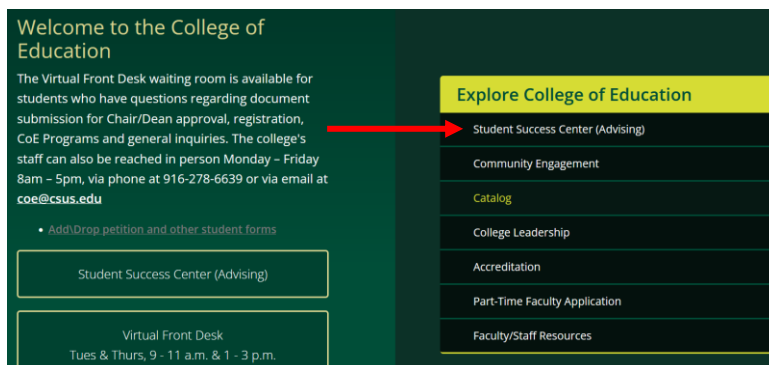 Welcome to the College of
Education
The Virtual Front Desk waiting room is available for
students who have questions regarding document
submission for Chair/Dean approval, registration,
CoE Programs and general inquiries. The college's
staff can also be reached in person Monday – Friday
8am – 5pm, via phone at 916-278-6639 or via email at
coe@csus.edu
• Add\Drop petition and other student forms
Student Success Center (Advising)
Virtual Front Desk
Tues & Thurs, 9 - 11 a.m. & 1 - 3 p.m.
Explore College of Education
Student Success Center (Advising)
Community Engagement
Catalog
College Leadership
Accreditation
Part-Time Faculty Application
Faculty/Staff Resources